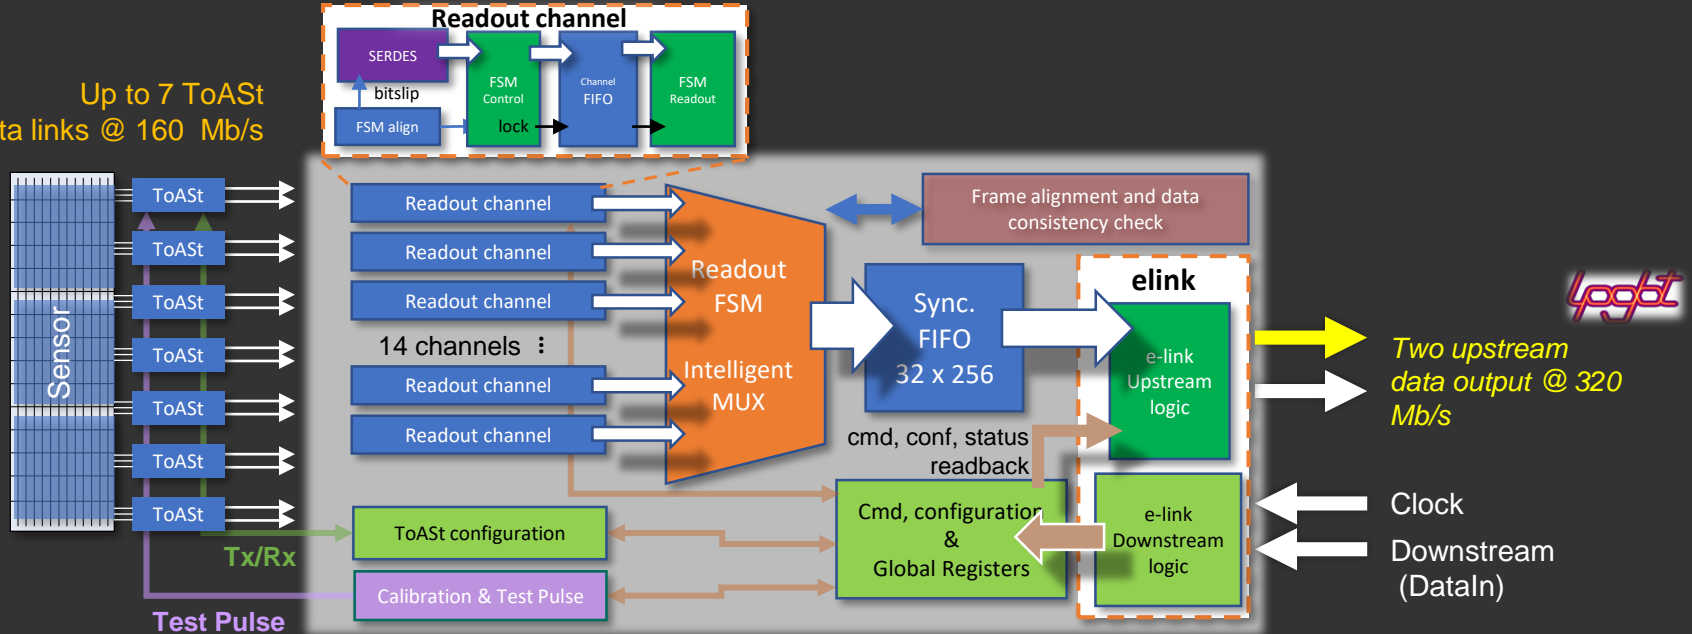 Readout channel
SERDES
bitslip
FSM align
FSM
Control
lock
Channel
FIFO
FSM
Readout
Up to 7 ToASt
ta links @ 160 Mb/s
Sensor
ToASt
ToASt
ToASt
ToASt
ToASt
ToASt
ToASt
Tx/Rx
Test Pulse
Readout channel
Readout channel
Readout channel
14 channels ⋮
Readout channel
Readout channel
ToASt configuration
Calibration & Test Pulse
Readout
FSM
Intelligent
MUX
Frame alignment and data
consistency check
Sync.
FIFO
32 x 256
cmd, conf, status
readback
Cmd, configuration
&
Global Registers
elink
e-link
Upstream
logic
e-link
Downstream
logic
lpgbt
Two upstream
data output @ 320
Mb/s
Clock
Downstream
(DataIn)